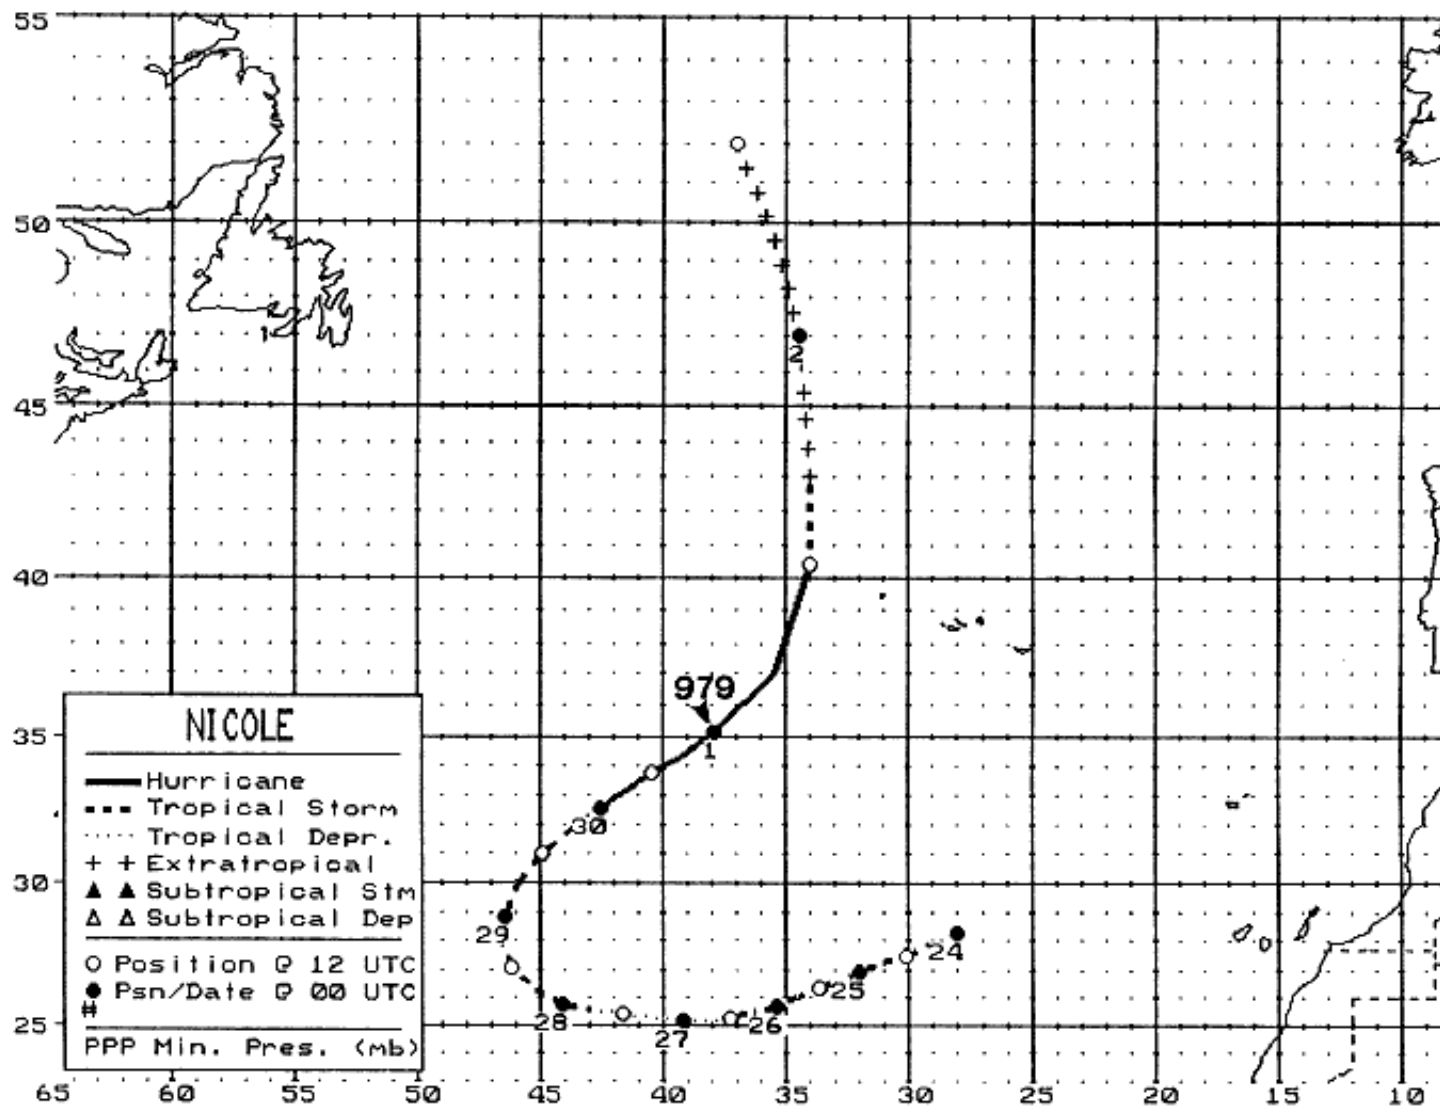 55
50
2
45
40
979
1
35
30
30
29
24
25
26
28
27
25
NICOLE
Hurricane
Tropical Storm
Tropical Depr.
+ + Extratropical
▲ ▲ Subtropical Stm
△ △ Subtropical Dep
○ Position @ 12 UTC
● Psn/Date @ 00 UTC
#
PPP Min. Pres. (mb)
65 60 55 50 45 40 35 30 25 20 15 10